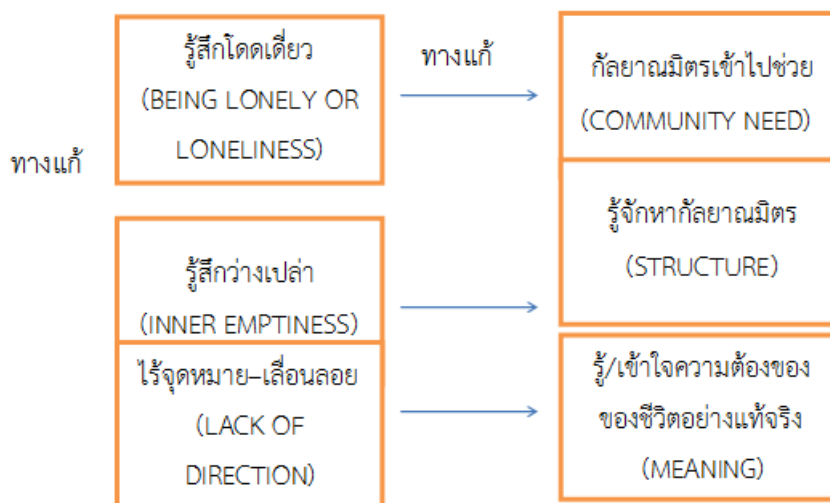 รู้สึกโดดเดี่ยว
(BEING LONELY OR
LONELINESS)
ทางแก้
กัลยาณมิตรเข้าไปช่วย
(COMMUNITY NEED)
ทางแก้
รู้สึกว่างเปล่า
(INNER EMPTINESS)
รู้จักหากัลยาณมิตร
(STRUCTURE)
ไร้จุดหมาย–เลื่อนลอย
(LACK OF
DIRECTION)
รู้/เข้าใจความต้องของ
ของชีวิตอย่างแท้จริง
(MEANING)